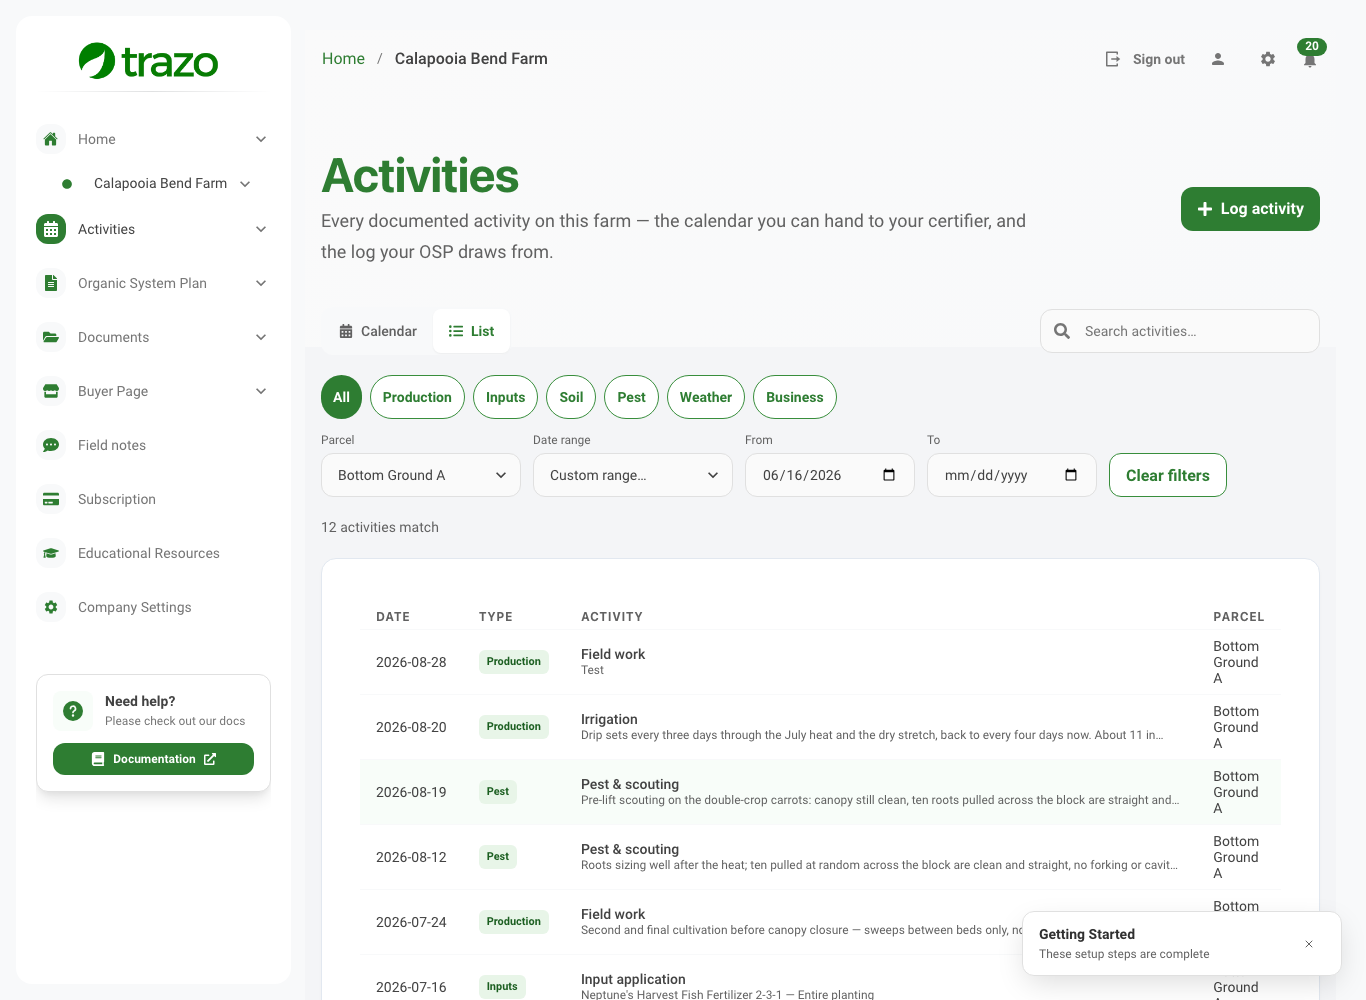 trazo
Home
Calapooia Bend Farm
Activities
Organic System Plan
Documents
Buyer Page
Field notes
Subscription
Educational Resources
Company Settings
Need help?
Please check out our docs
Documentation
Home / Calapooia Bend Farm
Sign out
20
Activities
Every documented activity on this farm — the calendar you can hand to your certifier, and
the log your OSP draws from.
Log activity
Calendar
List
Search activities...
All
Production
Inputs
Soil
Pest
Weather
Business
Parcel
Date range
From
To
Bottom Ground A
Custom range...
06/16/2026
mm/dd/yyyy
Clear filters
12 activities match
DATE TYPE ACTIVITY PARCEL
2026-08-28 Production Field work
Test
Bottom
Ground
A
2026-08-20 Production Irrigation
Drip sets every three days through the July heat and the dry stretch, back to every four days now. About 11 in...
Bottom
Ground
A
2026-08-19 Pest Pest & scouting
Pre-lift scouting on the double-crop carrots: canopy still clean, ten roots pulled across the block are straight and...
Bottom
Ground
A
2026-08-12 Pest Pest & scouting
Roots sizing well after the heat; ten pulled at random across the block are clean and straight, no forking or cavit...
Bottom
Ground
A
2026-07-24 Production Field work
Second and final cultivation before canopy closure — sweeps between beds only,
Bottom
2026-07-16 Inputs Input application
Neptune's Harvest Fish Fertilizer 2-3-1 — Entire planting
Ground
Getting Started
These setup steps are complete